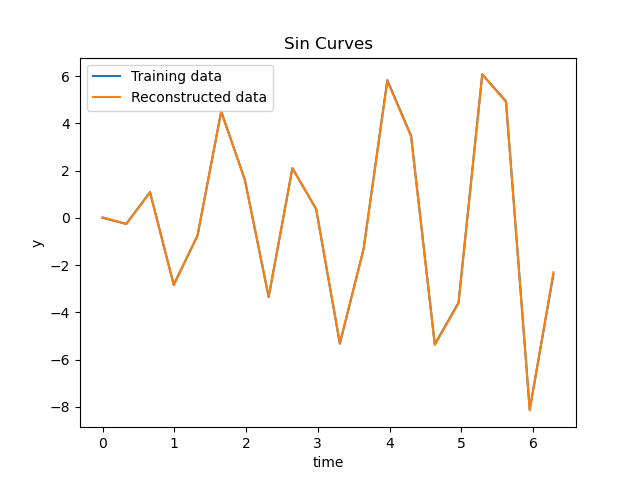 Sin Curves
Training data
Reconstructed data
6
4
2
0
−2
−4
−6
−8
y
0 1 2 3 4 5 6
time